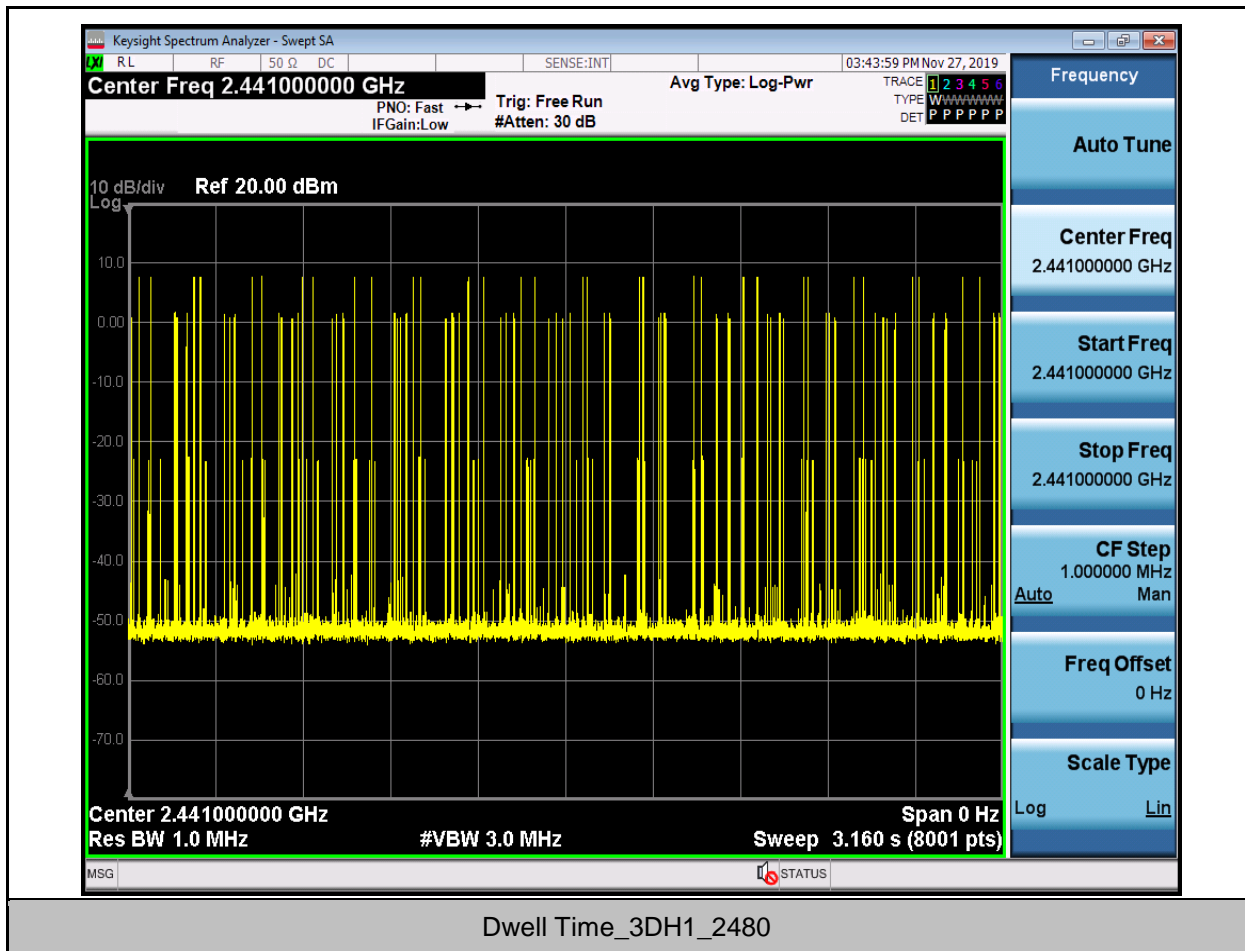 Keysight Spectrum Analyzer - Swept SA
LXI RL RF 50 Ω DC SENSE:INT 03:43:59 PM Nov 27, 2019
Center Freq 2.441000000 GHz
PNO: Fast
IFGain:Low
Trig: Free Run
#Atten: 30 dB
Avg Type: Log-Pwr
TRACE 1 2 3 4 5 6
TYPE WWWWWW
DET P P P P P P
10 dB/div Ref 20.00 dBm
Log
10.0
0.00
-10.0
-20.0
-30.0
-40.0
-50.0
-60.0
-70.0
Center 2.441000000 GHz Span 0 Hz
Res BW 1.0 MHz #VBW 3.0 MHz Sweep 3.160 s (8001 pts)
MSG STATUS
Frequency
Auto Tune
Center Freq
2.441000000 GHz
Start Freq
2.441000000 GHz
Stop Freq
2.441000000 GHz
CF Step
1.000000 MHz
Auto Man
Freq Offset
0 Hz
Scale Type
Log Lin
Dwell Time_3DH1_2480